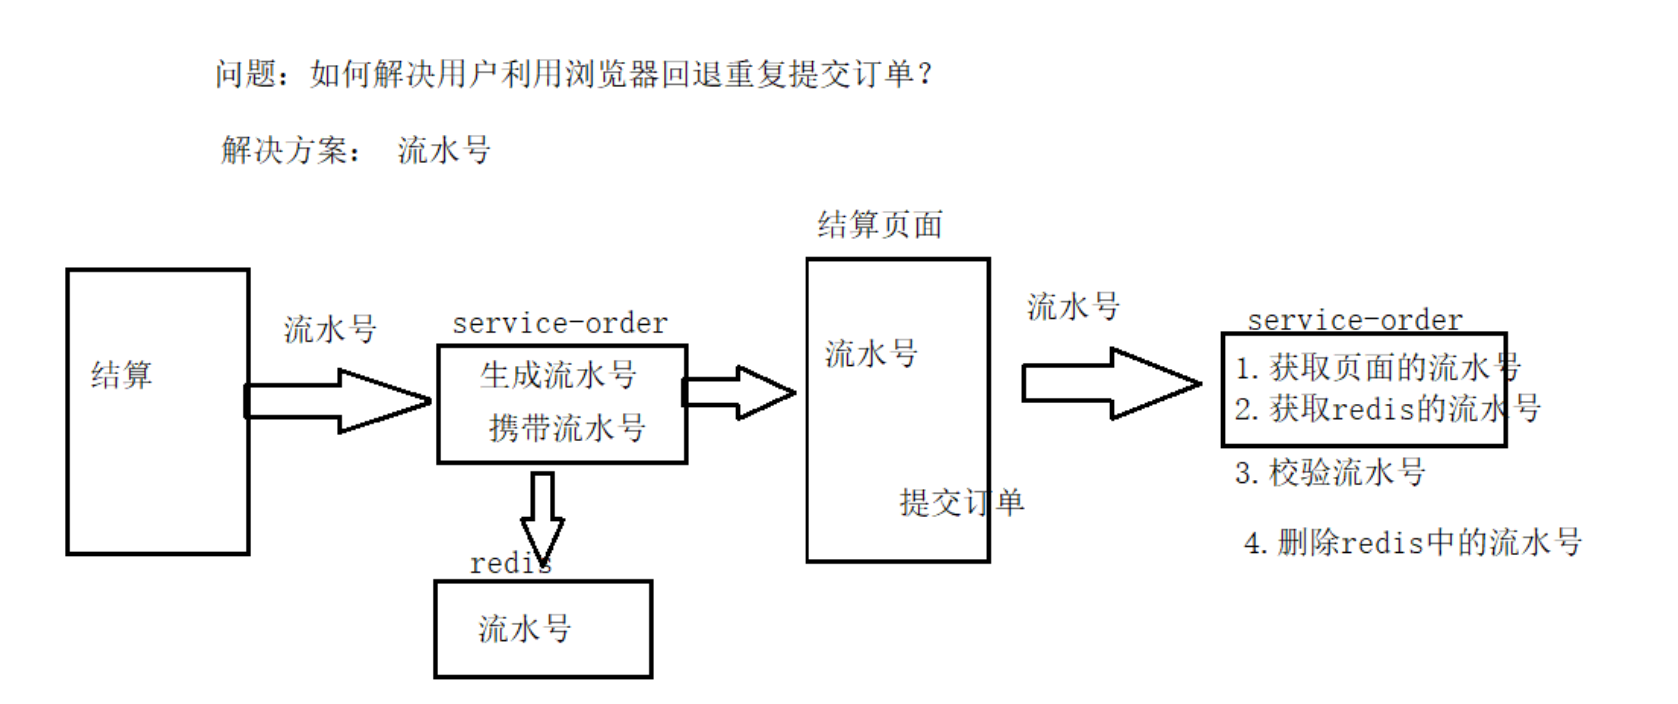 问题：如何解决用户利用浏览器回退重复提交订单？
解决方案： 流水号
结算
流水号
service-order
生成流水号
携带流水号
redis
流水号
结算页面
流水号
提交订单
流水号
service-order
1.获取页面的流水号
2.获取redis的流水号
3.校验流水号
4.删除redis中的流水号